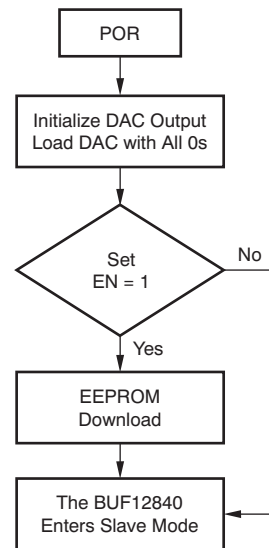 POR
Initialize DAC Output
Load DAC with All 0s
Set
EN = 1
No
Yes
EEPROM
Download
The BUF12840
Enters Slave Mode